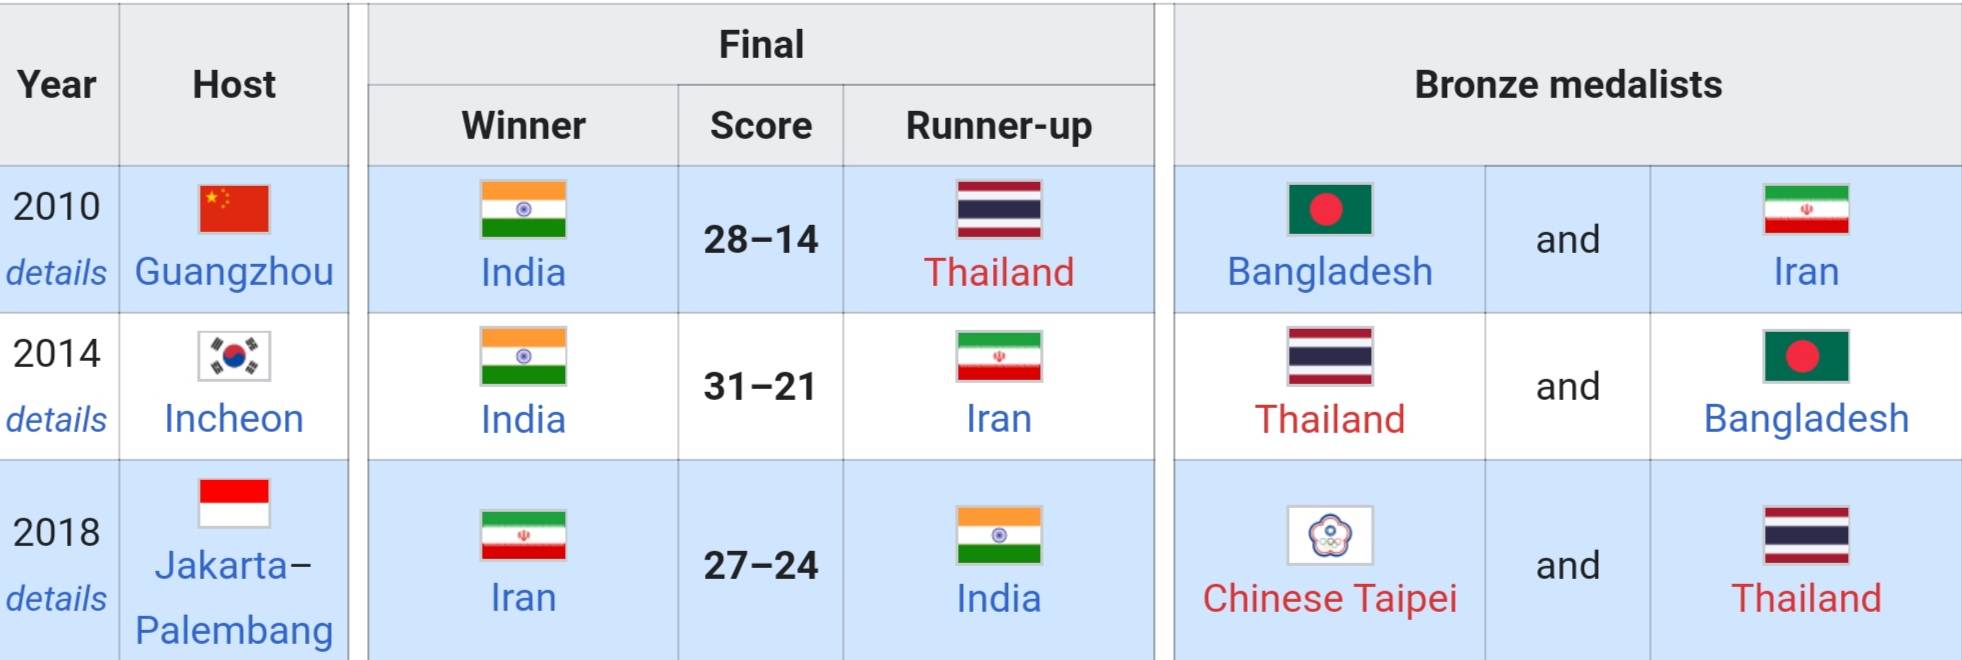 Year Host Final Bronze medalists
Winner Score Runner-up
2010
details
Guangzhou
India
28–14
Thailand
Bangladesh
and
Iran
2014
details
Incheon
India
31–21
Iran
Thailand
and
Bangladesh
2018
details
Jakarta–
Palembang
Iran
27–24
India
Chinese Taipei
and
Thailand